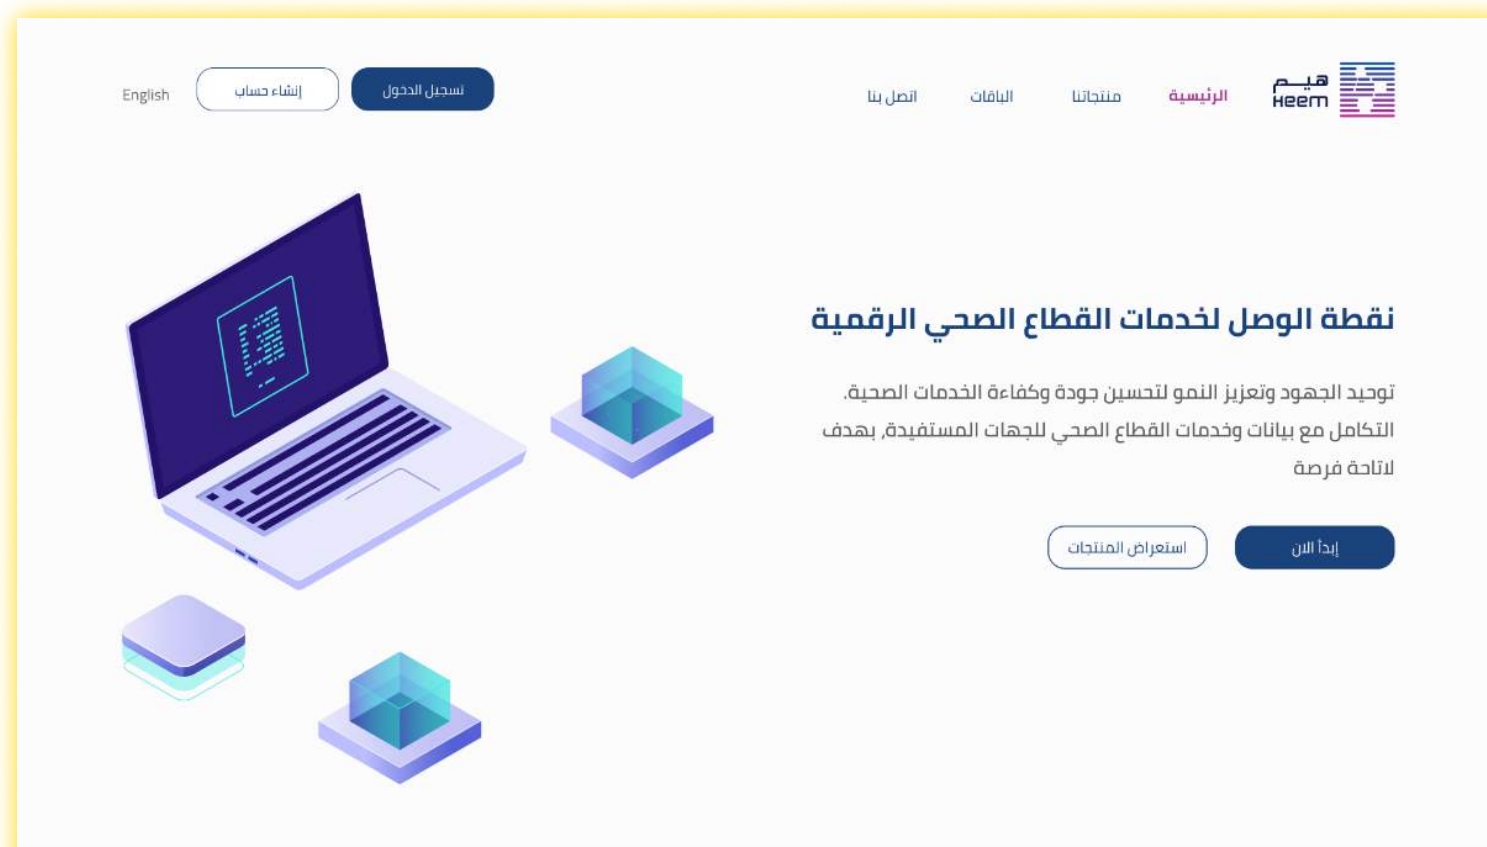 هيم
Heem
الرئيسية
منتجاتنا
الباقات
اتصل بنا
تسجيل الدخول
إنشاء حساب
English
نقطة الوصل لخدمات القطاع الصحي الرقمية
توحيد الجهود وتعزيز النمو لتحسين جودة وكفاءة الخدمات الصحية.
التكامل مع بيانات وخدمات القطاع الصحي للجهات المستفيدة, بهدف
لاتاحة فرصة
إبدأ الان
استعراض المنتجات